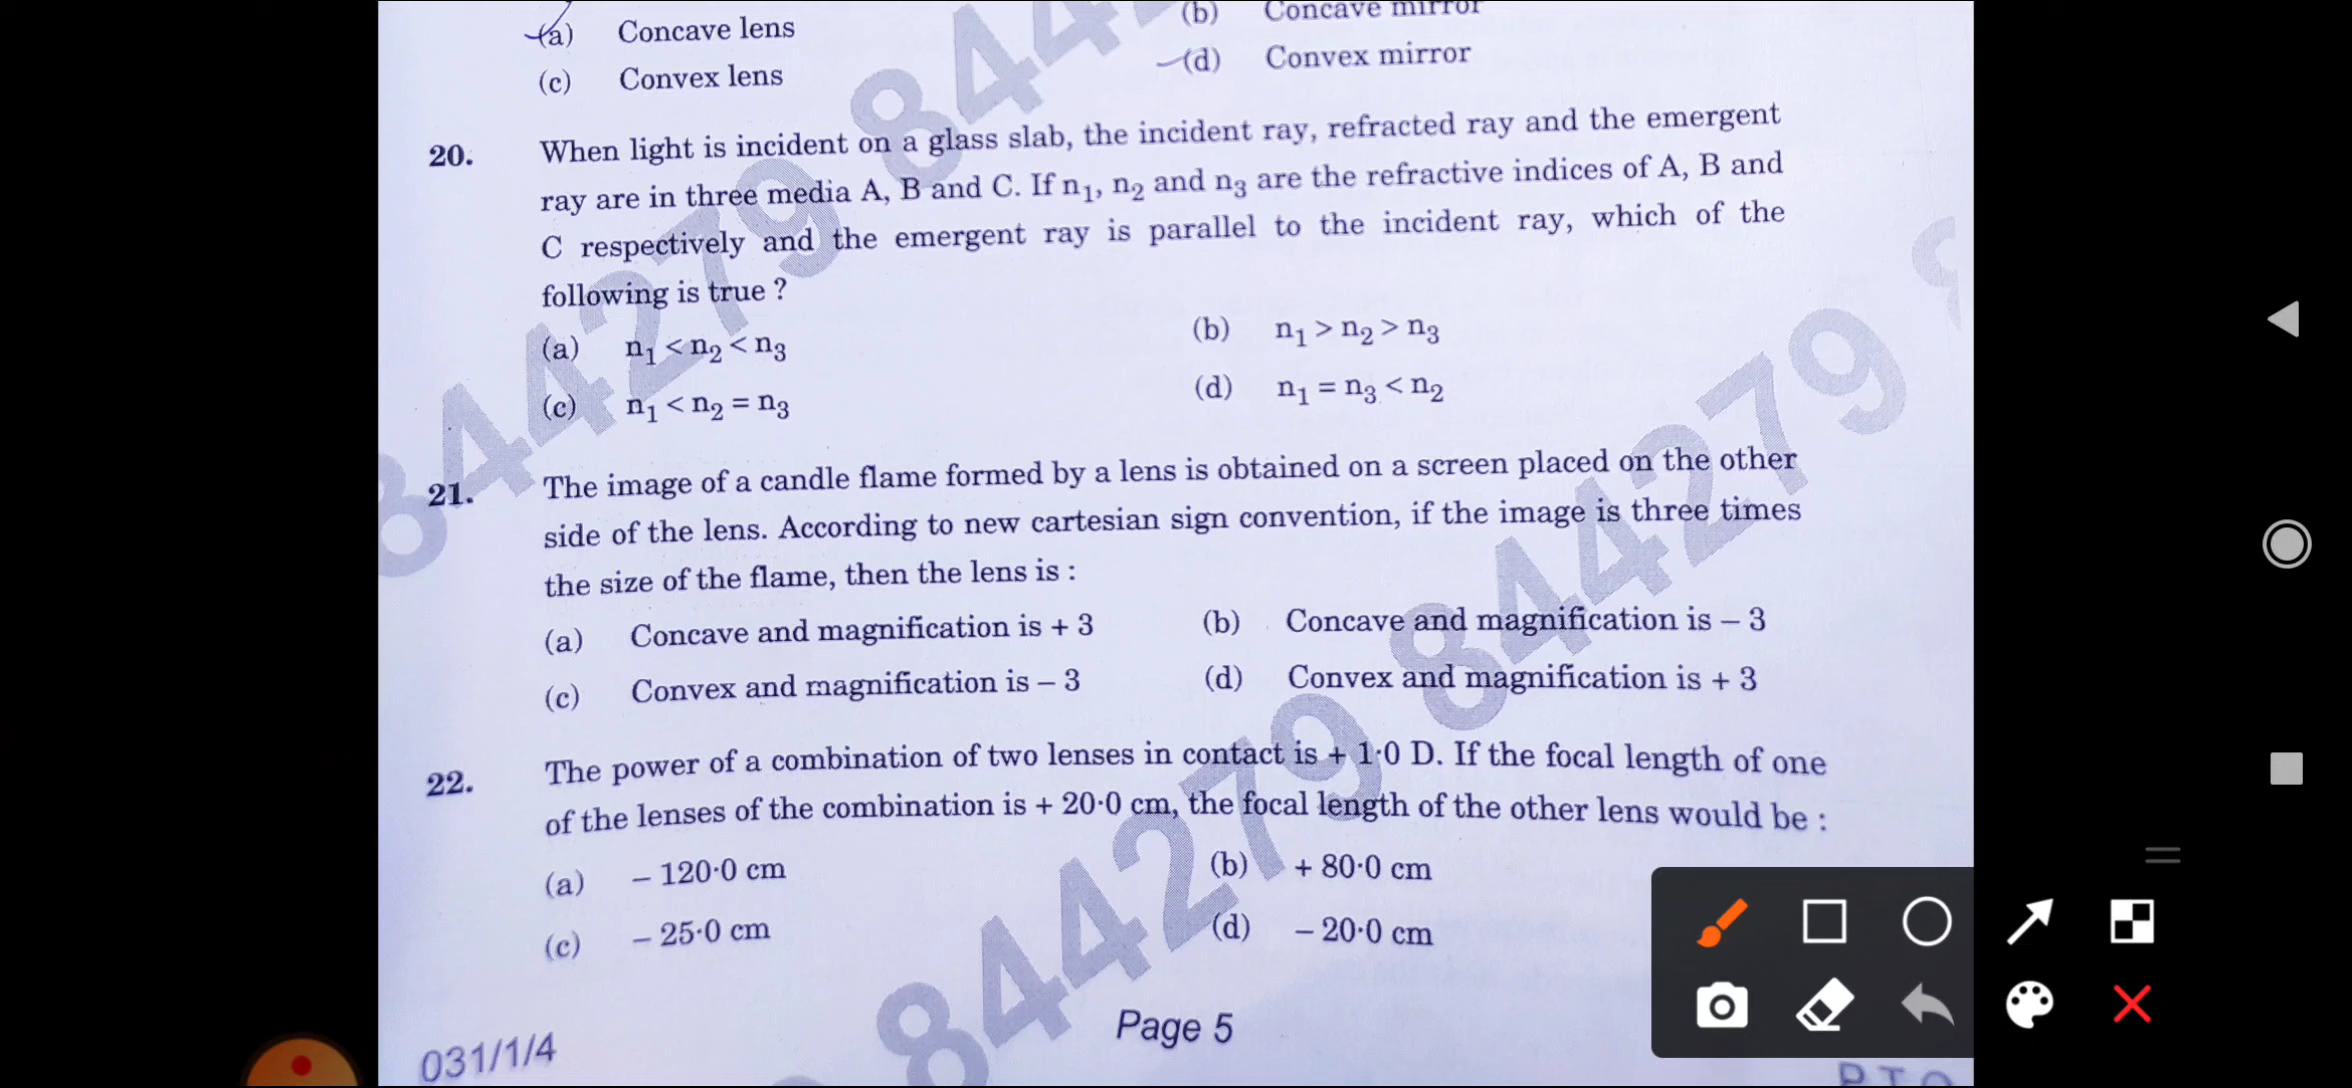 (a) Concave lens (b) Concave mirror
(c) Convex lens (d) Convex mirror
20. When light is incident on a glass slab, the incident ray, refracted ray and the emergent
ray are in three media A, B and C. If n₁, n₂ and n₃ are the refractive indices of A, B and
C respectively and the emergent ray is parallel to the incident ray, which of the
following is true ?
(a) n₁ < n₂ < n₃ (b) n₁ > n₂ > n₃
(c) n₁ < n₂ = n₃ (d) n₁ = n₃ < n₂
21. The image of a candle flame formed by a lens is obtained on a screen placed on the other
side of the lens. According to new cartesian sign convention, if the image is three times
the size of the flame, then the lens is :
(a) Concave and magnification is + 3 (b) Concave and magnification is – 3
(c) Convex and magnification is – 3 (d) Convex and magnification is + 3
22. The power of a combination of two lenses in contact is + 1·0 D. If the focal length of one
of the lenses of the combination is + 20·0 cm, the focal length of the other lens would be :
(a) – 120·0 cm (b) + 80·0 cm
(c) – 25·0 cm (d) – 20·0 cm
031/1/4 Page 5
844279 844279
844279 844279